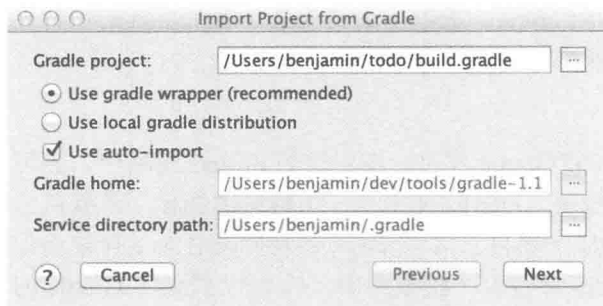 Import Project from Gradle
Gradle project: /Users/benjamin/todo/build.gradle ...
Use gradle wrapper (recommended)
Use local gradle distribution
Use auto-import
Gradle home: /Users/benjamin/dev/tools/gradle-1.1 ...
Service directory path: /Users/benjamin/.gradle ...
? Cancel Previous Next